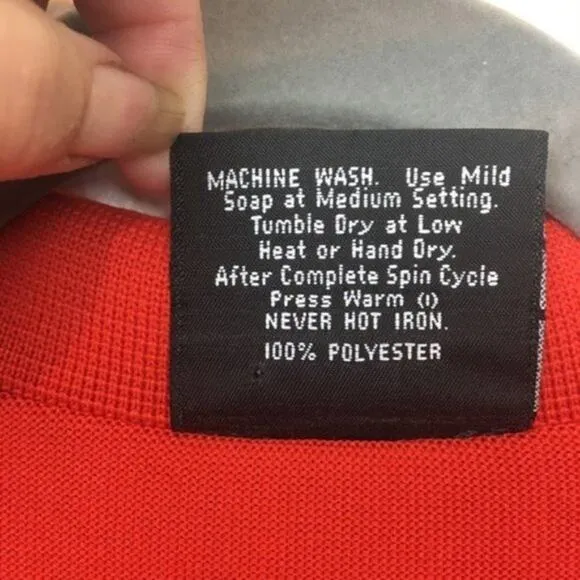 MACHINE WASH. Use Mild
Soap at Medium Setting.
Tumble Dry at Low
Heat or Hand Dry.
After Complete Spin Cycle
Press Warm (1)
NEVER HOT IRON.
100% POLYESTER